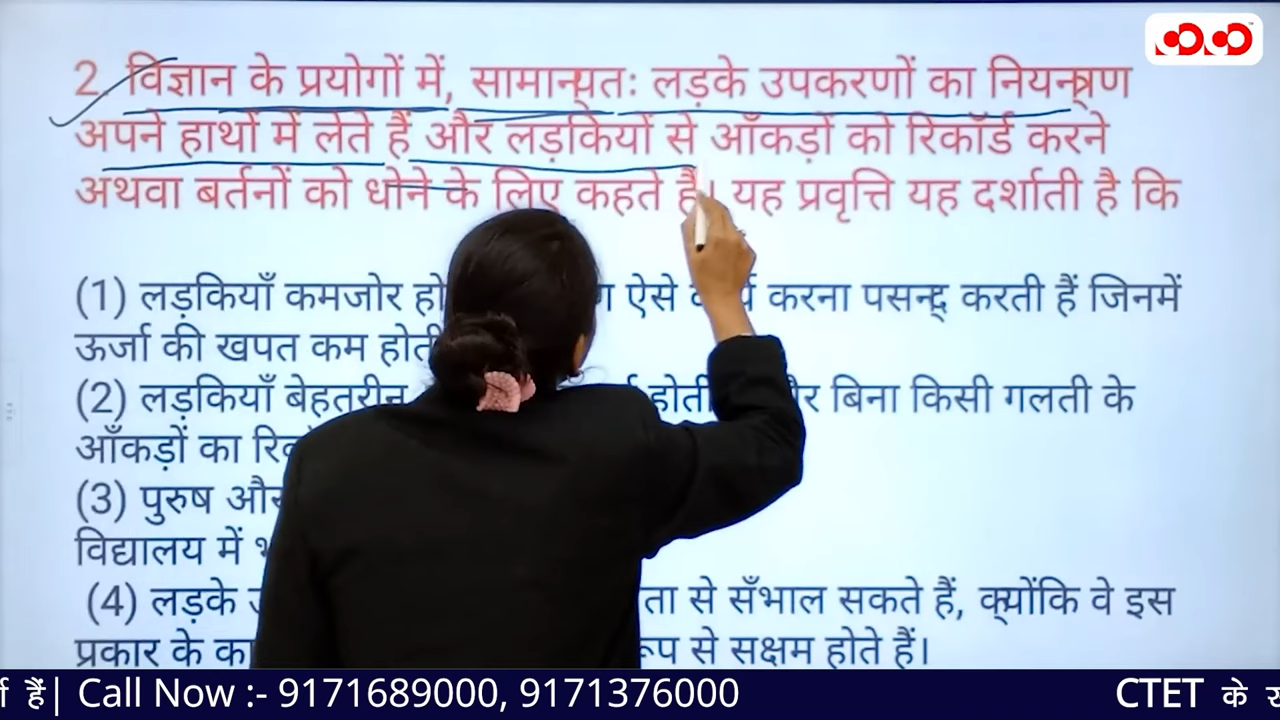 2. विज्ञान के प्रयोगों में, सामान्यतः लड़के उपकरणों का नियन्त्रण
अपने हाथों में लेते हैं और लड़कियों से आँकड़ों को रिकॉर्ड करने
अथवा बर्तनों को धोने के लिए कहते हैं। यह प्रवृत्ति यह दर्शाती है कि
(1) लड़कियाँ कमजोर ऐसे करना पसन्द करती हैं जिनमें
ऊर्जा की खपत कम
(2) लड़कियाँ बेहतरीन बिना किसी गलती के
आँकड़ों का
(3) पुरुष
विद्यालय में
(4) लड़के से सँभाल सकते हैं, क्योंकि वे इस
प्रकार के रूप से सक्षम होते हैं।
हैं| Call Now :- 9171689000, 9171376000 CTET के